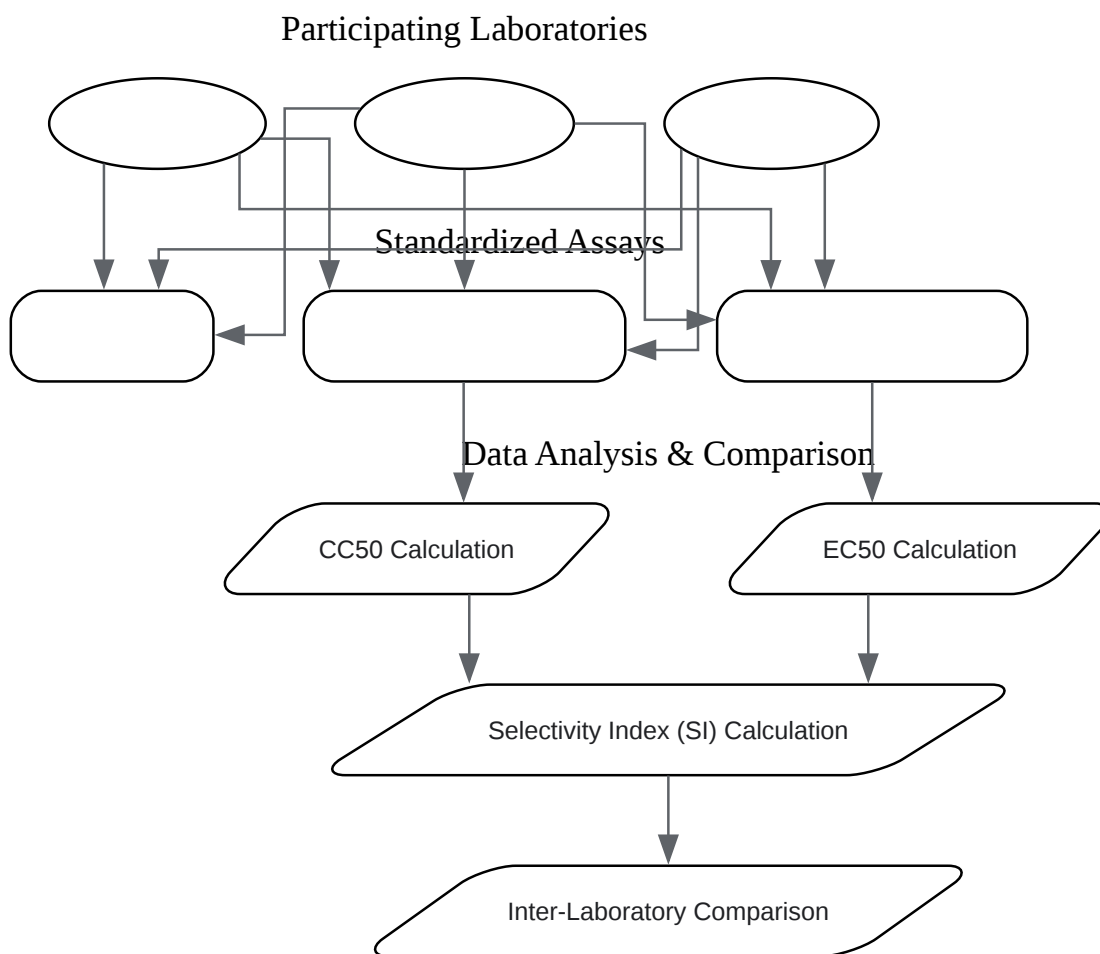 Participating Laboratories
Standardized Assays
Data Analysis & Comparison
CC50 Calculation
EC50 Calculation
Selectivity Index (SI) Calculation
Inter-Laboratory Comparison